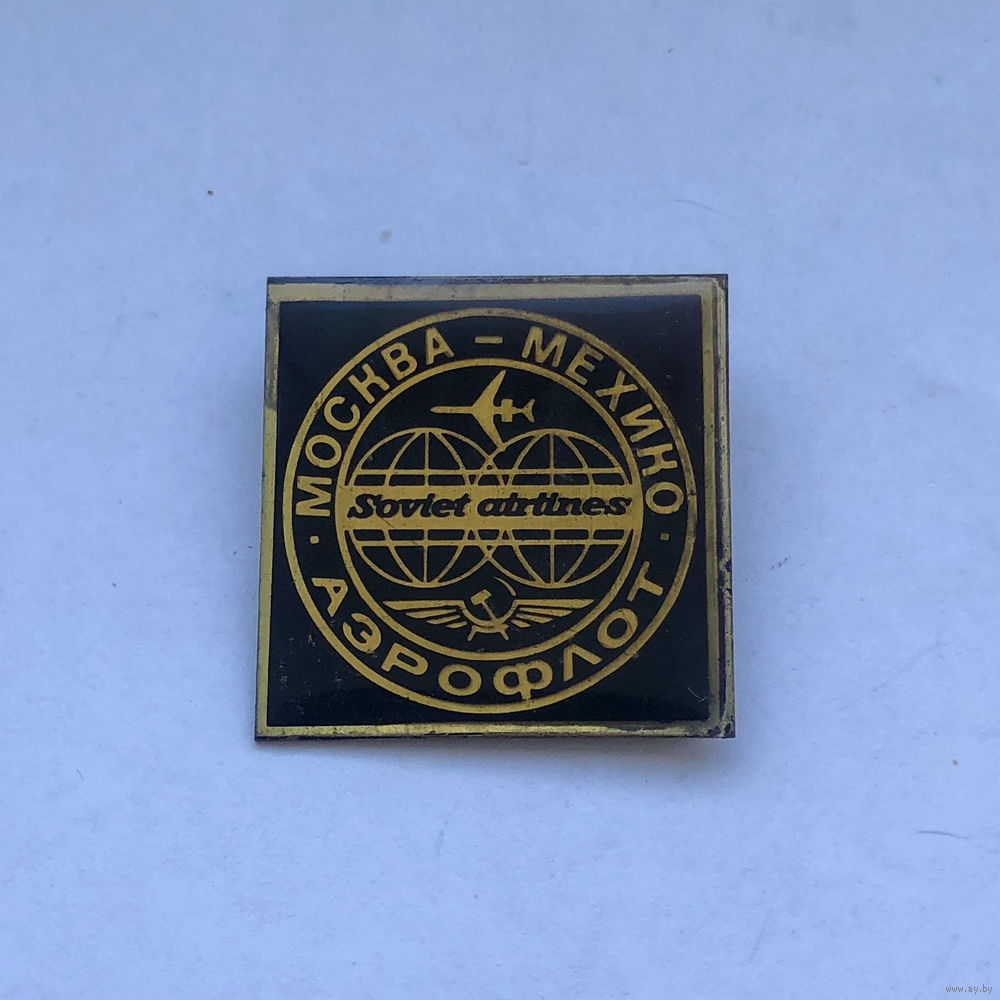 МОСКВА – МЕХИКО
Soviet airlines
· АЭРОФЛОТ ·
www.ay.by